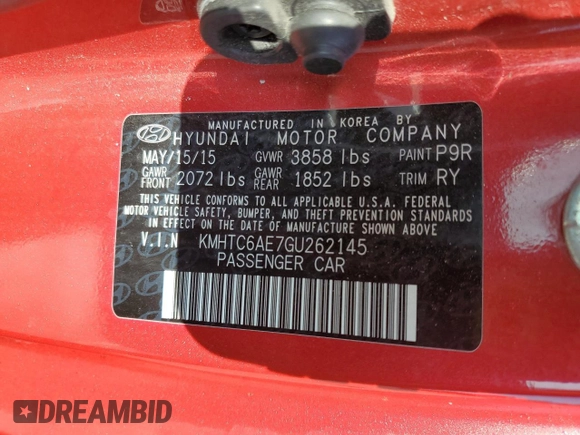 MANUFACTURED IN KOREA BY
HYUNDAI MOTOR COMPANY
MAY/15/15 GVWR 3858 lbs PAINT P9R
GAWR FRONT 2072 lbs GAWR REAR 1852 lbs TRIM RY
THIS VEHICLE CONFORMS TO ALL APPLICABLE U.S.A. FEDERAL
MOTOR VEHICLE SAFETY, BUMPER, AND THEFT PREVENTION STANDARDS
IN EFFECT ON THE DATE OF MANUFACTURE SHOWN ABOVE
V.I.N KMHTC6AE7GU262145
PASSENGER CAR
DREAMBID